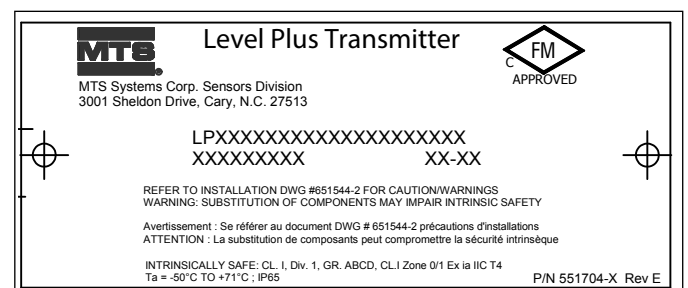 MTS
Level Plus Transmitter
FM
C
APPROVED
MTS Systems Corp. Sensors Division
3001 Sheldon Drive, Cary, N.C. 27513
LPXXXXXXXXXXXXXXXXXXXX
XXXXXXXXX XX-XX
REFER TO INSTALLATION DWG #651544-2 FOR CAUTION/WARNINGS
WARNING: SUBSTITUTION OF COMPONENTS MAY IMPAIR INTRINSIC SAFETY
Avertissement : Se référer au document DWG # 651544-2 précautions d'installations
ATTENTION : La substitution de composants peut compromettre la sécurité intrinsèque
INTRINSICALLY SAFE: CL. I, Div. 1, GR. ABCD, CL.I Zone 0/1 Ex ia IIC T4
Ta = -50°C TO +71°C ; IP65
P/N 551704-X Rev E